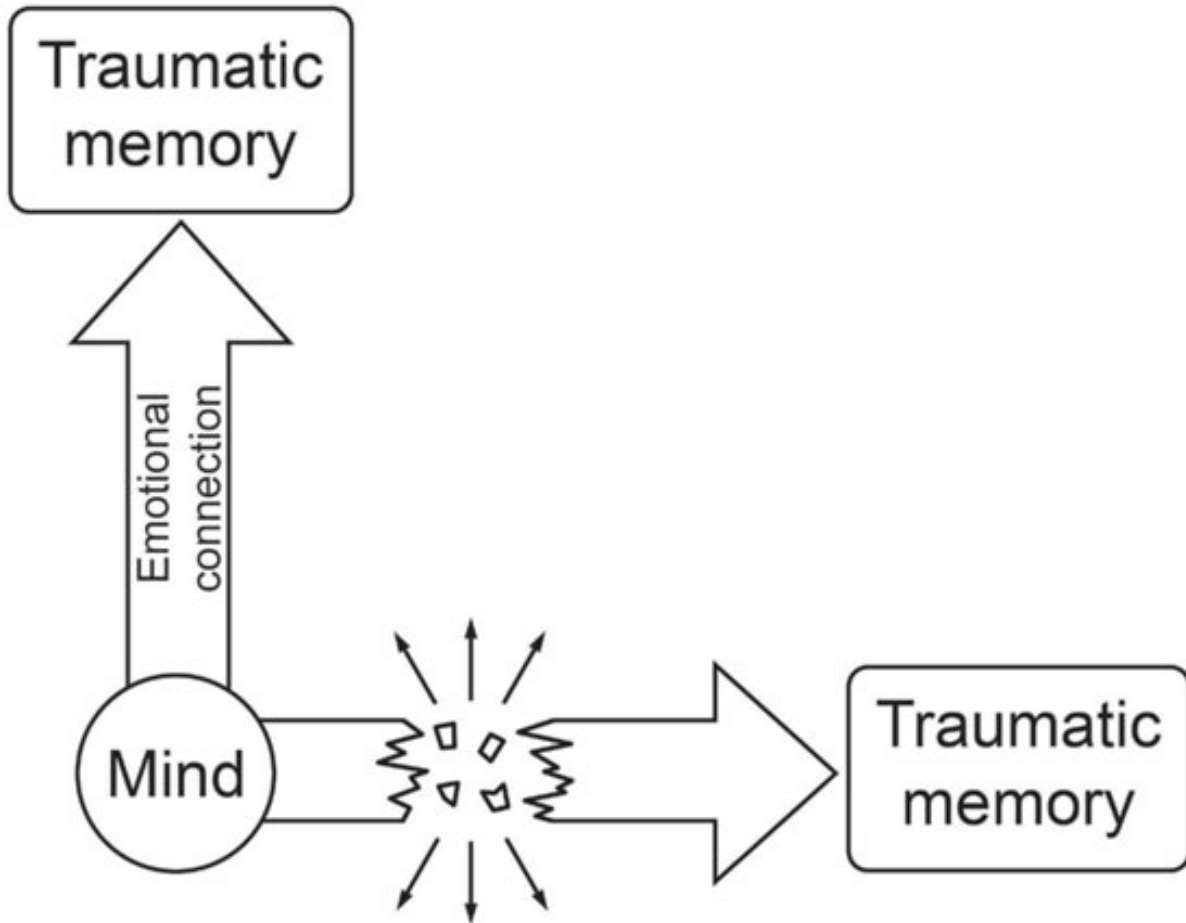 Traumatic
memory
Emotional
connection
Mind
Traumatic
memory